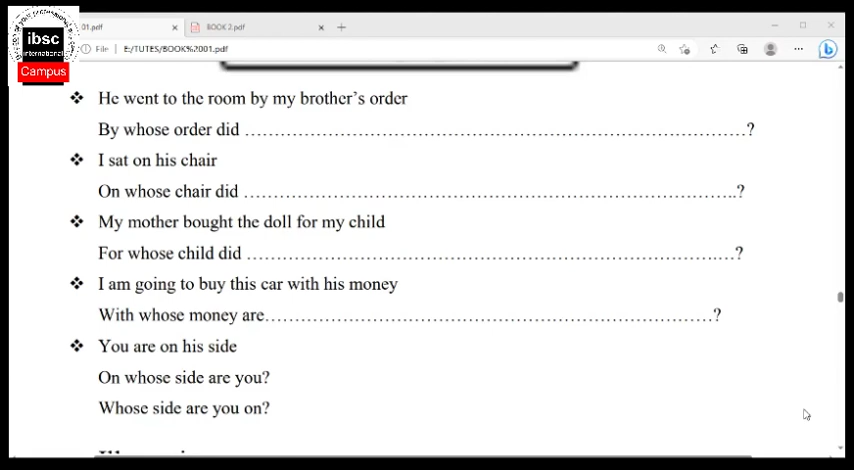 01.pdf
BOOK 2.pdf
ibsc
international
Campus
File
E:/TUTES/BOOK%2001.pdf
❖ He went to the room by my brother’s order
By whose order did ………………………………………………………………………?
❖ I sat on his chair
On whose chair did ……………………………………………………………………..?
❖ My mother bought the doll for my child
For whose child did …………………………………………………………………….?
❖ I am going to buy this car with his money
With whose money are…………………………………………………………………?
❖ You are on his side
On whose side are you?
Whose side are you on?